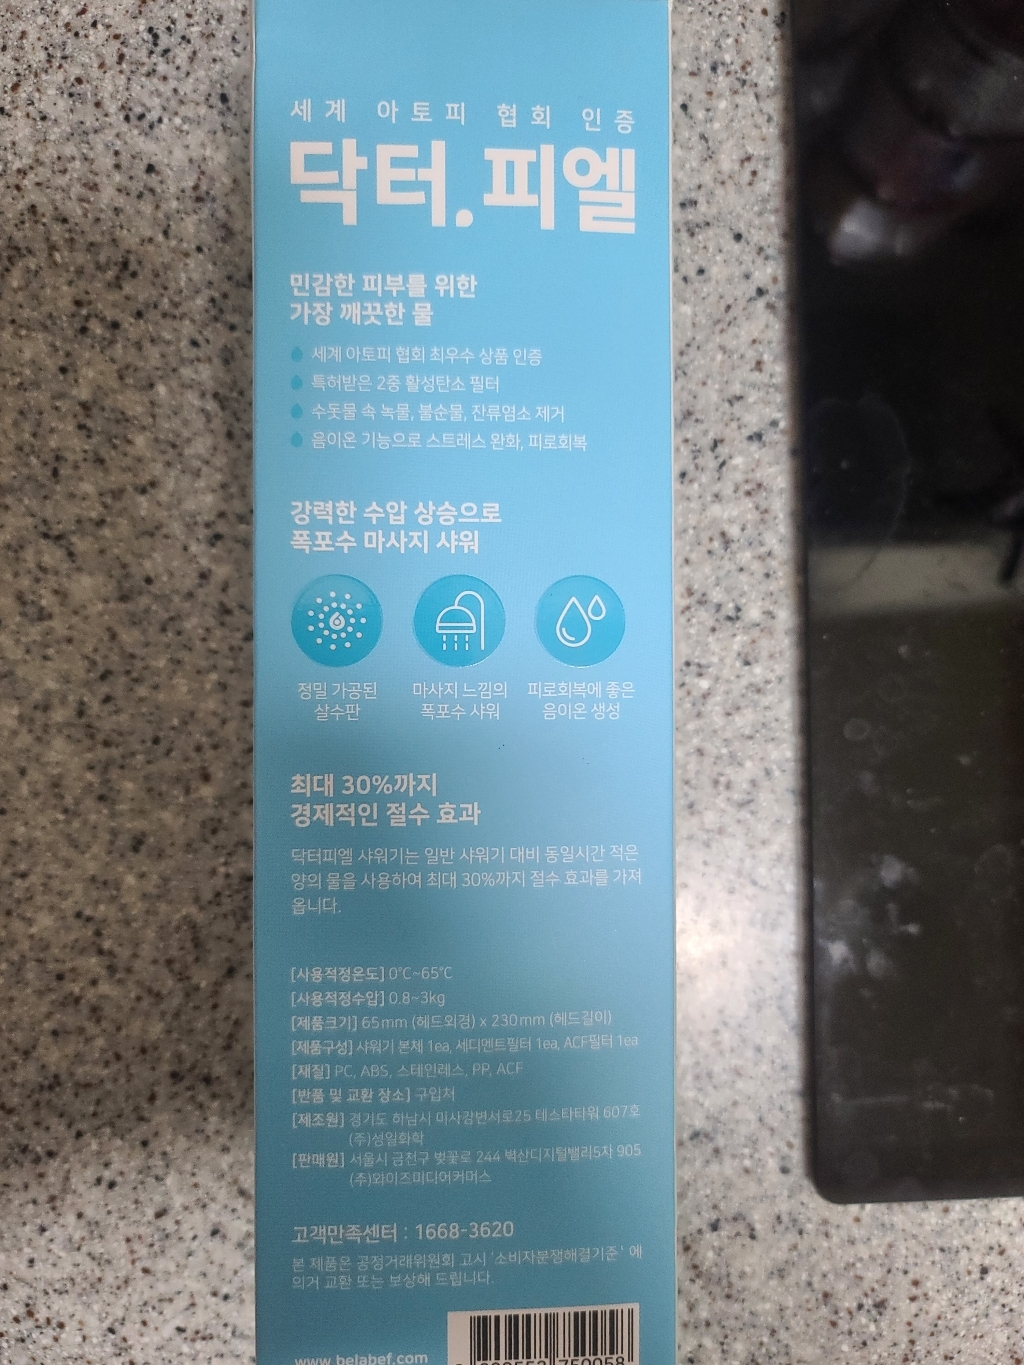 세계 아토피 협회 인증
닥터.피엘
민감한 피부를 위한
가장 깨끗한 물
세계 아토피 협회 최우수 상품 인증
특허받은 2중 활성탄소 필터
수돗물 속 녹물, 불순물, 잔류염소 제거
음이온 기능으로 스트레스 완화, 피로회복
강력한 수압 상승으로
폭포수 마사지 샤워
정밀 가공된
살수판
마사지 느낌의
폭포수 샤워
피로회복에 좋은
음이온 생성
최대 30%까지
경제적인 절수 효과
닥터피엘 샤워기는 일반 샤워기 대비 동일시간 적은
양의 물을 사용하여 최대 30%까지 절수 효과를 가져
옵니다.
[사용적정온도] 0°C~65°C
[사용적정수압] 0.8~3kg
[제품크기] 65mm (헤드외경) x 230mm (헤드길이)
[제품구성] 샤워기 본체 1ea, 세디멘트필터 1ea, ACF필터 1ea
[재질] PC, ABS, 스테인레스, PP, ACF
[반품 및 교환 장소] 구입처
[제조원] 경기도 하남시 미사강변서로25 테스타타워 607호
(주)성일화학
[판매원] 서울시 금천구 벚꽃로 244 벽산디지털밸리5차 905
(주)와이즈미디어커머스
고객만족센터 : 1668-3620
본 제품은 공정거래위원회 고시 '소비자분쟁해결기준' 에
의거 교환 또는 보상해 드립니다.
www.belabef.com